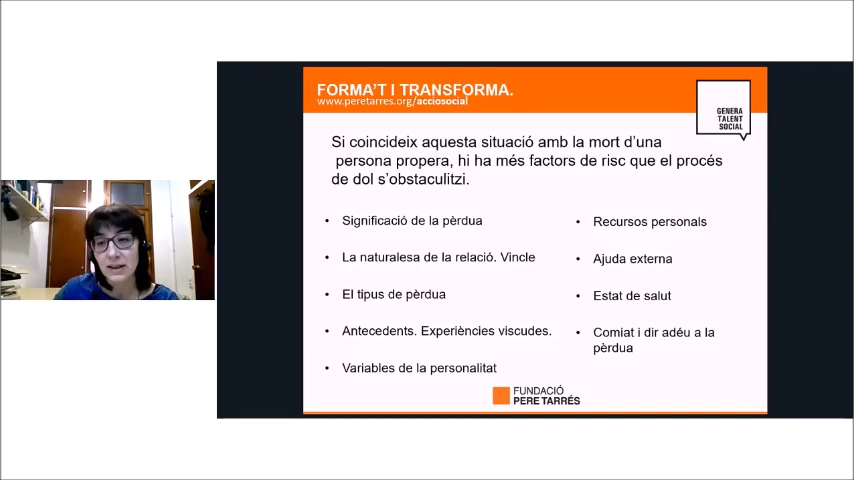 FORMA'T I TRANSFORMA.
www.peretarres.org/acciosocial
GENERA
TALENT
SOCIAL
Si coincideix aquesta situació amb la mort d'una
persona propera, hi ha més factors de risc que el procés
de dol s'obstaculitzi.
• Significació de la pèrdua
• La naturalesa de la relació. Vincle
• El tipus de pèrdua
• Antecedents. Experiències viscudes.
• Variables de la personalitat
• Recursos personals
• Ajuda externa
• Estat de salut
• Comiat i dir adéu a la
pèrdua
FUNDACIÓ
PERE TARRÉS